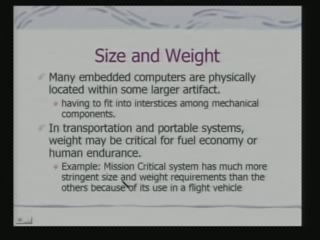 Size and Weight
Many embedded computers are physically
located within some larger artifact.
having to fit into interstices among mechanical
components.
In transportation and portable systems,
weight may be critical for fuel economy or
human endurance.
Example: Mission Critical system has much more
stringent size and weight requirements than the
others because of its use in a flight vehicle